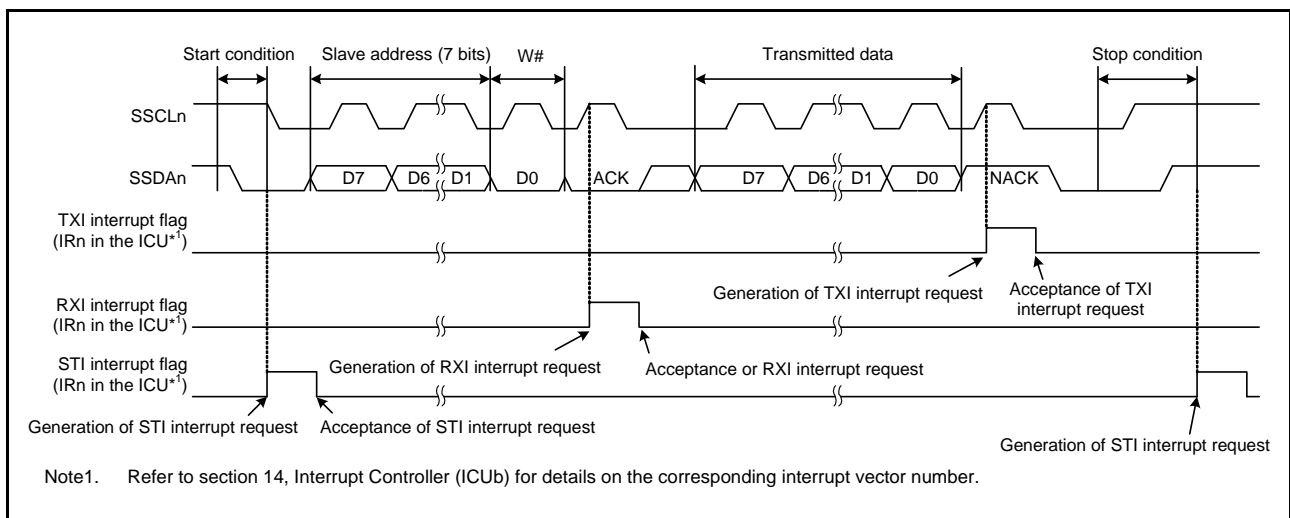 Start condition Slave address (7 bits) W# Transmitted data Stop condition
SSCLn
SSDAn D7 D6 D1 D0 ACK D7 D6 D1 D0 NACK
TXI interrupt flag
(IRn in the ICU*1)
Generation of TXI interrupt request
Acceptance of TXI
interrupt request
RXI interrupt flag
(IRn in the ICU*1)
Generation of RXI interrupt request
Acceptance or RXI interrupt request
STI interrupt flag
(IRn in the ICU*1)
Generation of STI interrupt request
Acceptance of STI interrupt request
Generation of STI interrupt request
Note1. Refer to section 14, Interrupt Controller (ICUb) for details on the corresponding interrupt vector number.